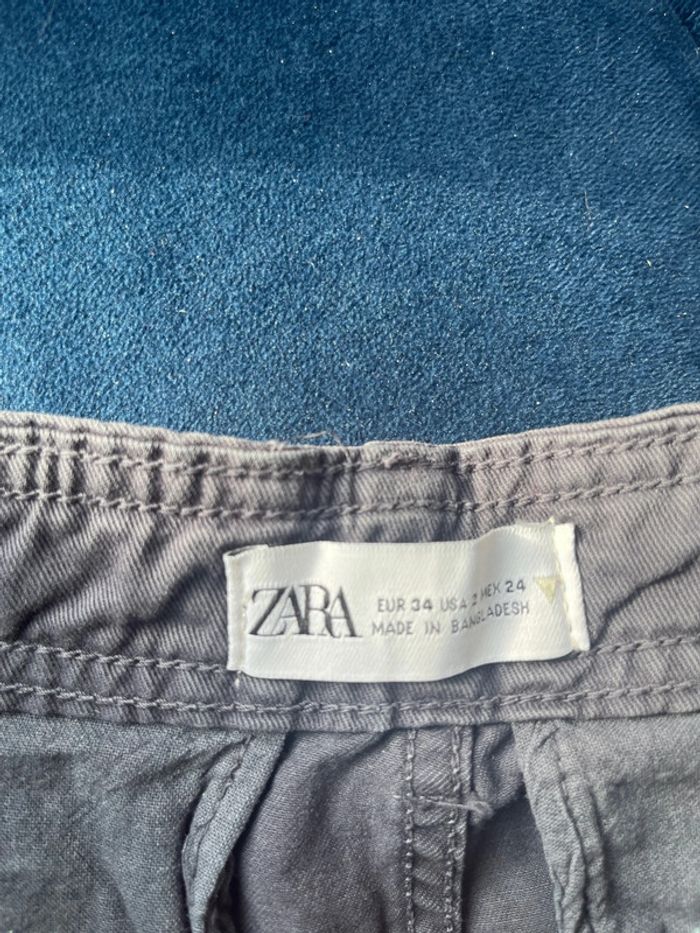 ZARA
EUR 34 USA 2 MEX 24
MADE IN BANGLADESH